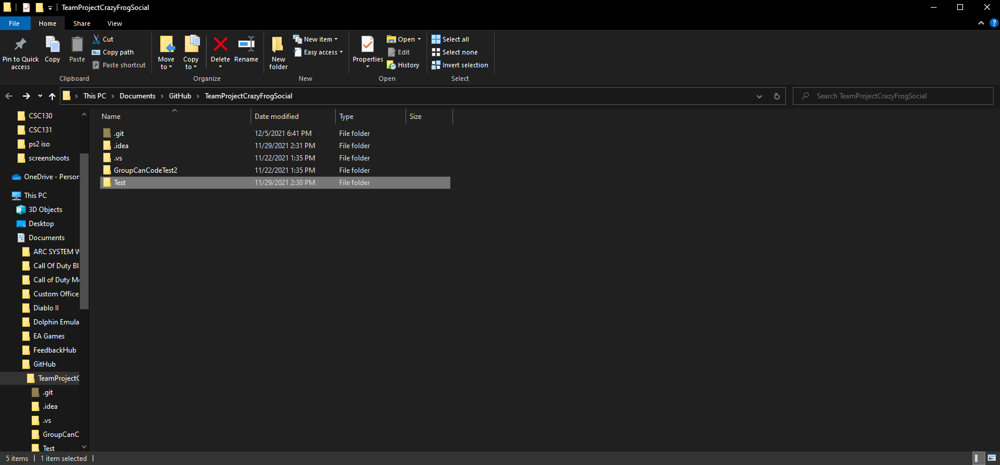 TeamProjectCrazyFrogSocial
File Home Share View
Pin to Quick access
Copy
Paste
Cut
Copy path
Paste shortcut
Clipboard
Move to
Copy to
Delete
Rename
Organize
New folder
New item
Easy access
New
Properties
Open
Edit
History
Open
Select all
Select none
Invert selection
Select
This PC › Documents › GitHub › TeamProjectCrazyFrogSocial
Search TeamProjectCrazyFrogSocial
CSC130
CSC131
ps2 iso
screenshoots
OneDrive - Person
This PC
3D Objects
Desktop
Documents
ARC SYSTEM W
Call Of Duty Bl
Call of Duty Mo
Custom Office
Diablo II
Dolphin Emula
EA Games
FeedbackHub
GitHub
TeamProjectC
.git
.idea
.vs
GroupCanC
Test
Name Date modified Type Size
.git 12/5/2021 6:41 PM File folder
.idea 11/29/2021 2:31 PM File folder
.vs 11/22/2021 1:35 PM File folder
GroupCanCodeTest2 11/22/2021 1:35 PM File folder
Test 11/29/2021 2:30 PM File folder
5 items 1 item selected